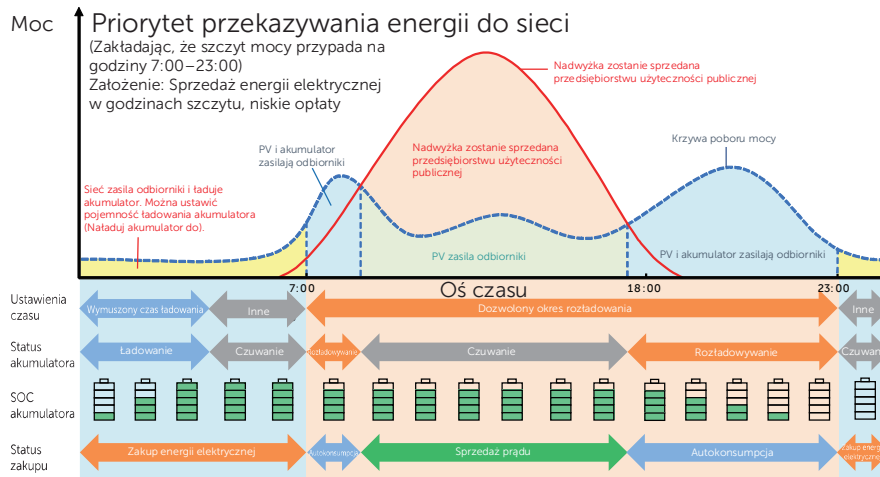 Moc
Priorytet przekazywania energii do sieci
(Zakładając, że szczyt mocy przypada na
godziny 7:00–23:00)
Założenie: Sprzedaż energii elektrycznej
w godzinach szczytu, niskie opłaty
Nadwyżka zostanie sprzedana
przedsiębiorstwu użyteczności publicznej
PV i akumulator
zasilają odbiorniki
Nadwyżka zostanie sprzedana
przedsiębiorstwu użyteczności
publicznej
Krzywa poboru mocy
Sieć zasila odbiorniki i ładuje
akumulator. Można ustawić
pojemność ładowania akumulatora
(Naładuj akumulator do).
PV zasila odbiorniki
PV i akumulator zasilają odbiorniki
7:00
Oś czasu
18:00
23:00
Ustawienia
czasu
Wymuszony czas ładowania
Inne
Dozwolony okres rozładowania
Inne
Status
akumulatora
Ładowanie
Czuwanie
Rozładowywanie
Czuwanie
Rozładowywanie
Czuwan
SOC
akumulatora
Status
zakupu
Zakup energii elektrycznej
Autokonsumpcja
Sprzedaż prądu
Autokonsumpcja
Zakup energii
elektrycznej